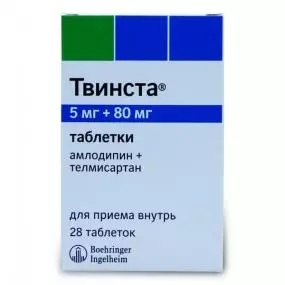 Твинста®
5 мг + 80 мг
таблетки
амлодипин +
телмисартан
для приема внутрь
28 таблеток
Boehringer
Ingelheim